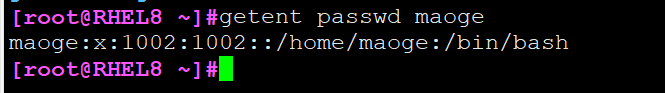 [root@RHEL8 ~]#getent passwd maoge
maoge:x:1002:1002::/home/maoge:/bin/bash
[root@RHEL8 ~]#